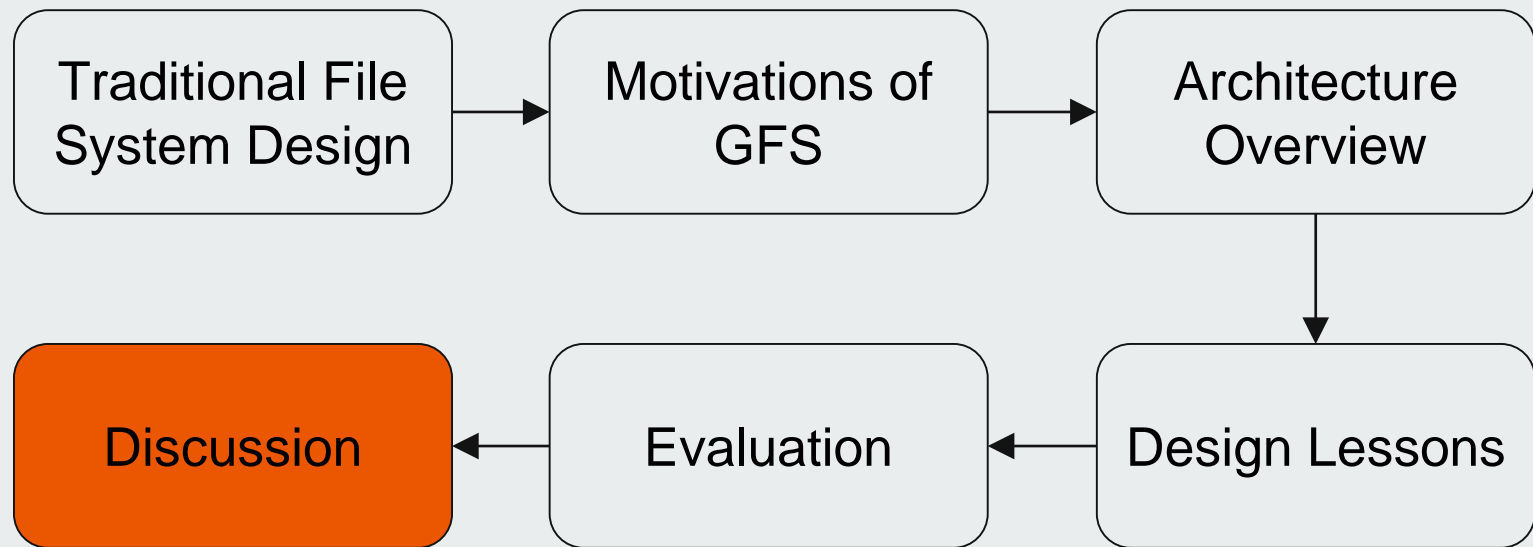 Traditional File
System Design
Motivations of
GFS
Architecture
Overview
Design Lessons
Evaluation
Discussion